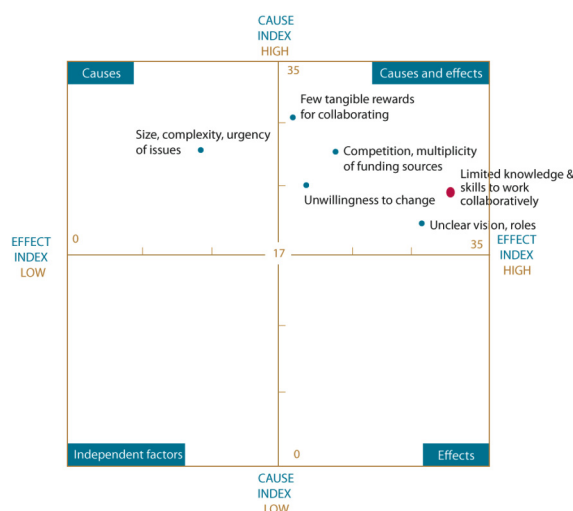 CAUSE
INDEX
HIGH
Causes
35
Causes and effects
Few tangible rewards
for collaborating
Size, complexity, urgency
of issues
Competition, multiplicity
of funding sources
Limited knowledge &
skills to work
collaboratively
Unwillingness to change
Unclear vision, roles
EFFECT
INDEX
LOW
0
17
35
EFFECT
INDEX
HIGH
Independent factors
0
Effects
CAUSE
INDEX
LOW